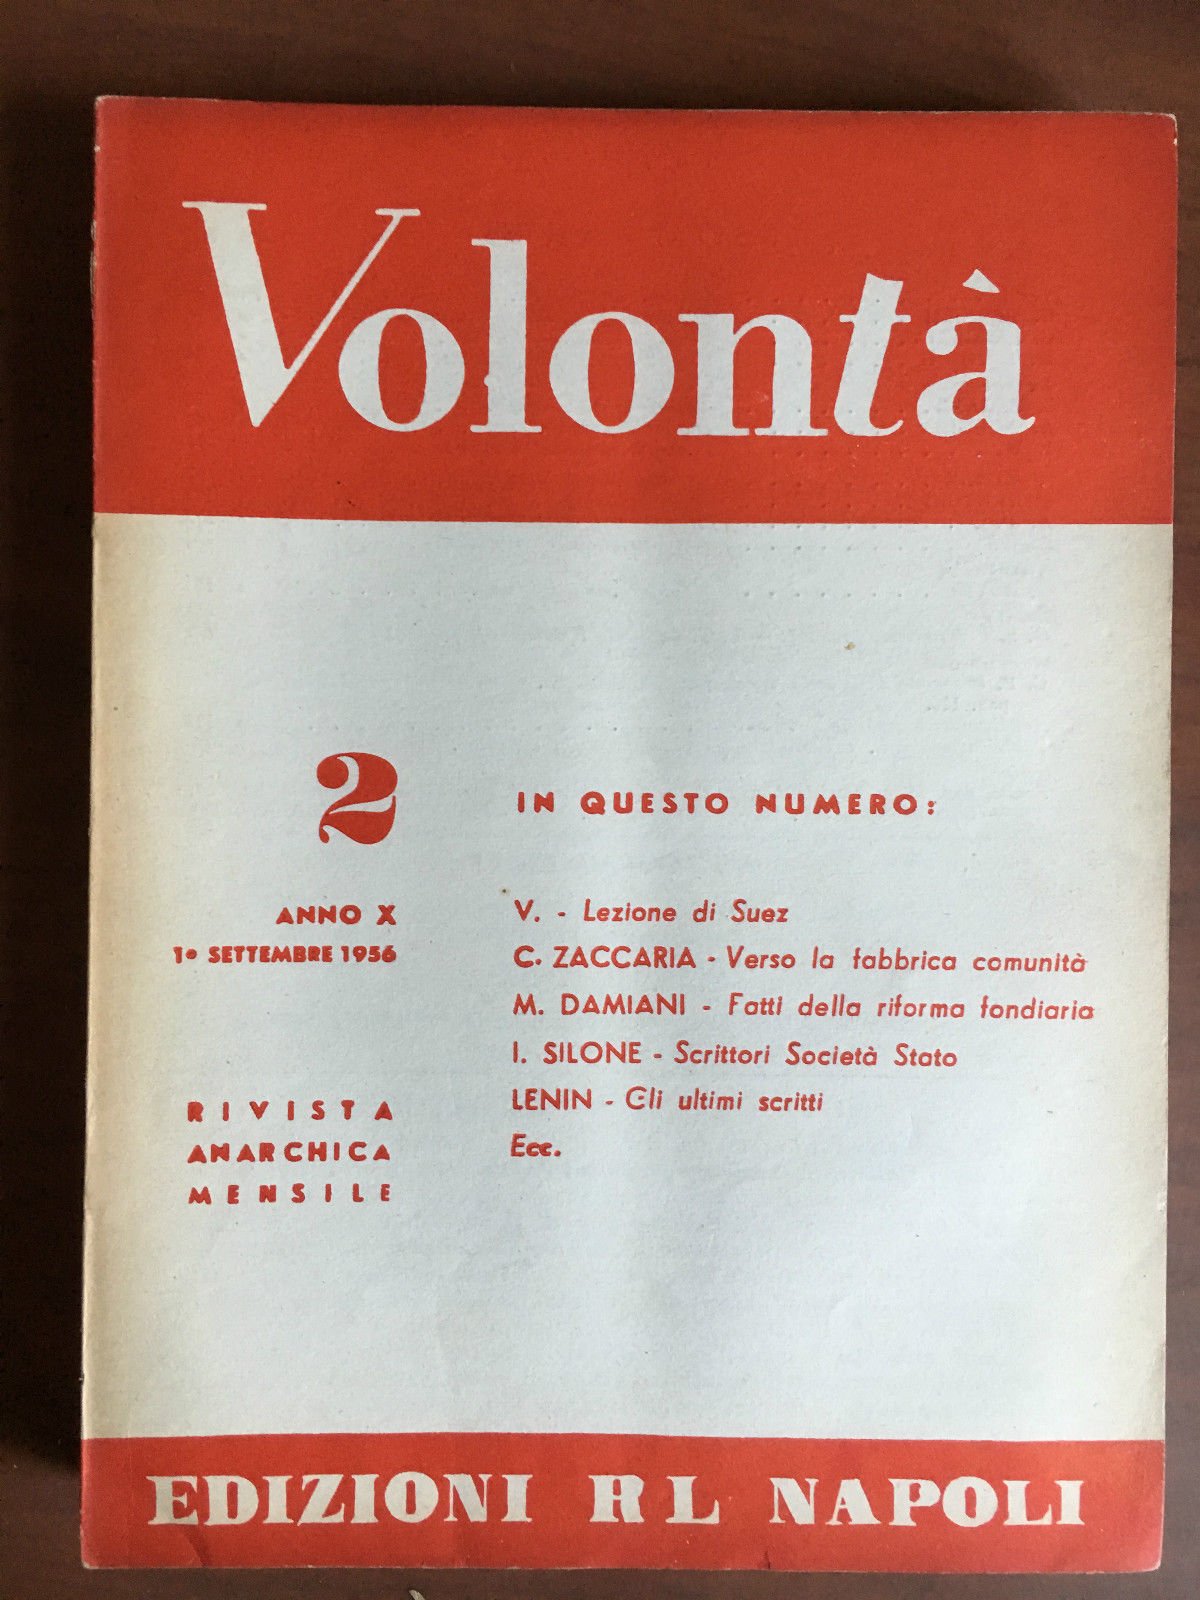 Volontà
2
ANNO X
1º SETTEMBRE 1956
RIVISTA
ANARCHICA
MENSILE
IN QUESTO NUMERO:
V. - Lezione di Suez
C. ZACCARIA - Verso la fabbrica comunità
M. DAMIANI - Fatti della riforma fondiaria
I. SILONE - Scrittori Società Stato
LENIN - Gli ultimi scritti
Ecc.
EDIZIONI RL NAPOLI